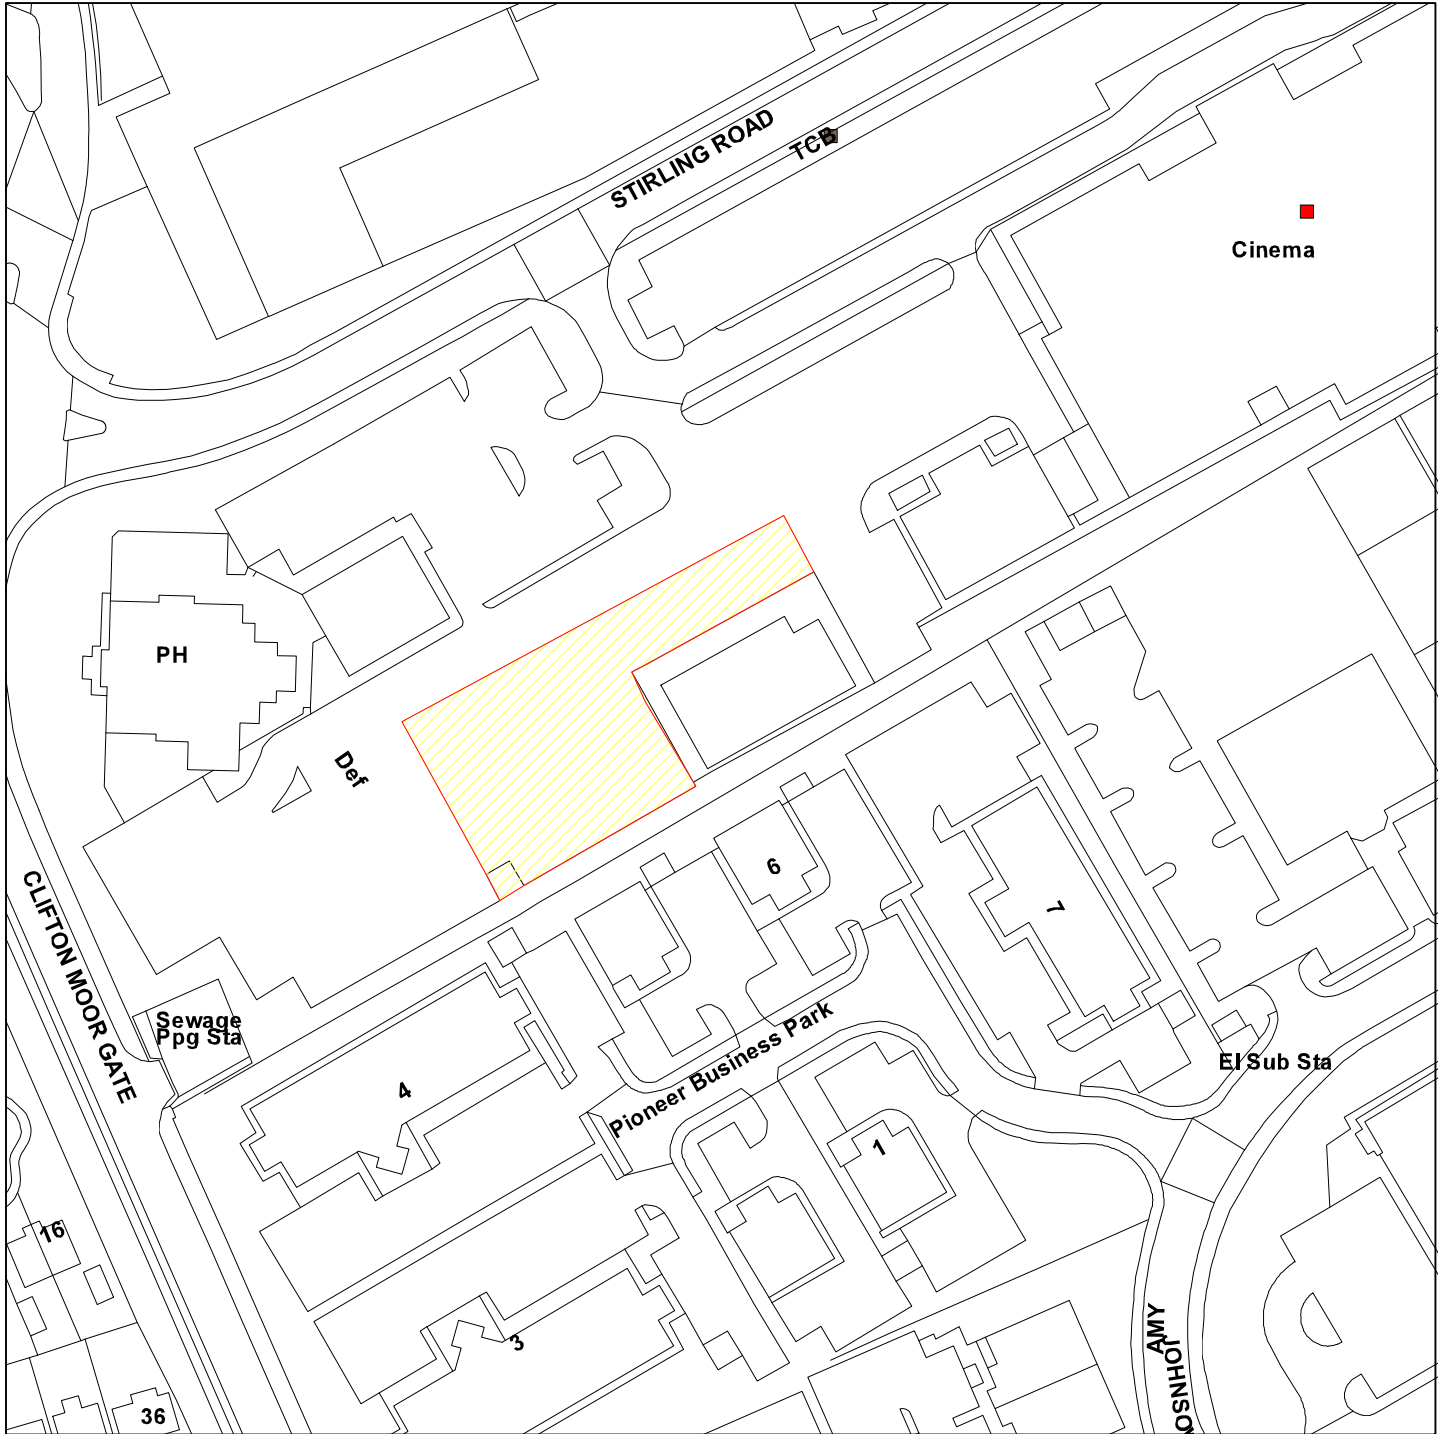 STIRLING ROAD
TCB
Cinema
PH
Def
6
7
CLIFTON MOOR GATE
Sewage
Ppg Sta
4
Pioneer Business Park
El Sub Sta
1
16
3
AMY
JOHNSON
36